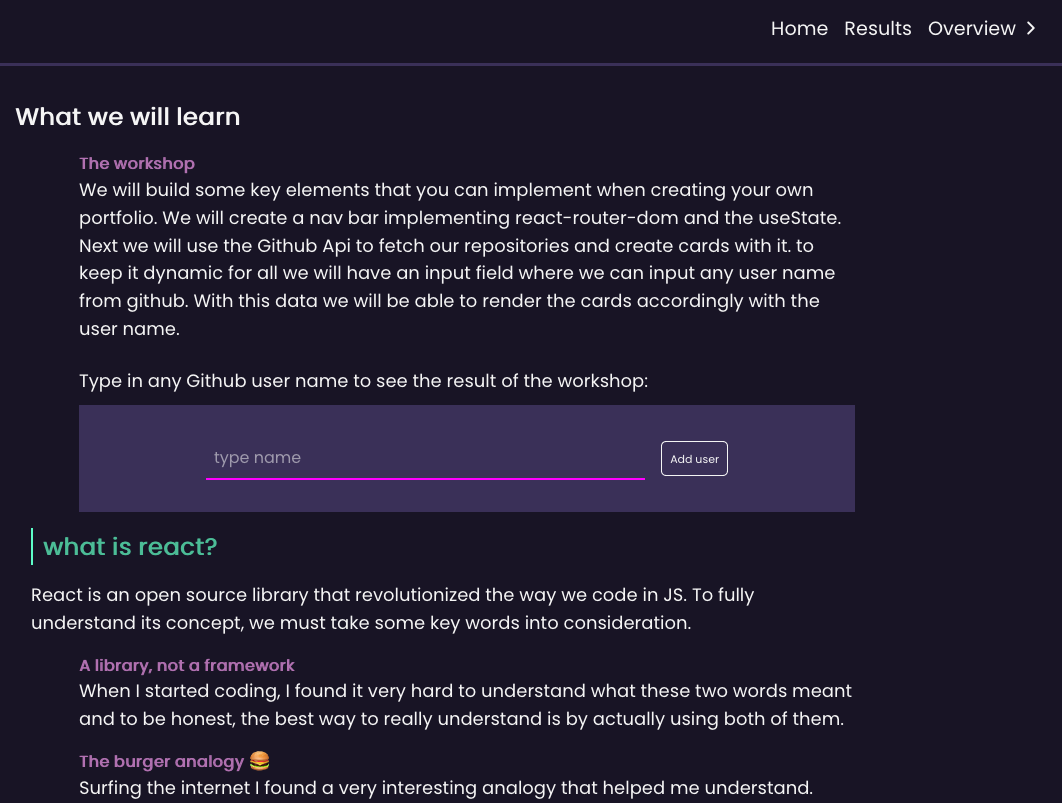 Home Results Overview >
What we will learn
The workshop
We will build some key elements that you can implement when creating your own
portfolio. We will create a nav bar implementing react-router-dom and the useState.
Next we will use the Github Api to fetch our repositories and create cards with it. to
keep it dynamic for all we will have an input field where we can input any user name
from github. With this data we will be able to render the cards accordingly with the
user name.
Type in any Github user name to see the result of the workshop:
type name
Add user
what is react?
React is an open source library that revolutionized the way we code in JS. To fully
understand its concept, we must take some key words into consideration.
A library, not a framework
When I started coding, I found it very hard to understand what these two words meant
and to be honest, the best way to really understand is by actually using both of them.
The burger analogy 🍔
Surfing the internet I found a very interesting analogy that helped me understand.